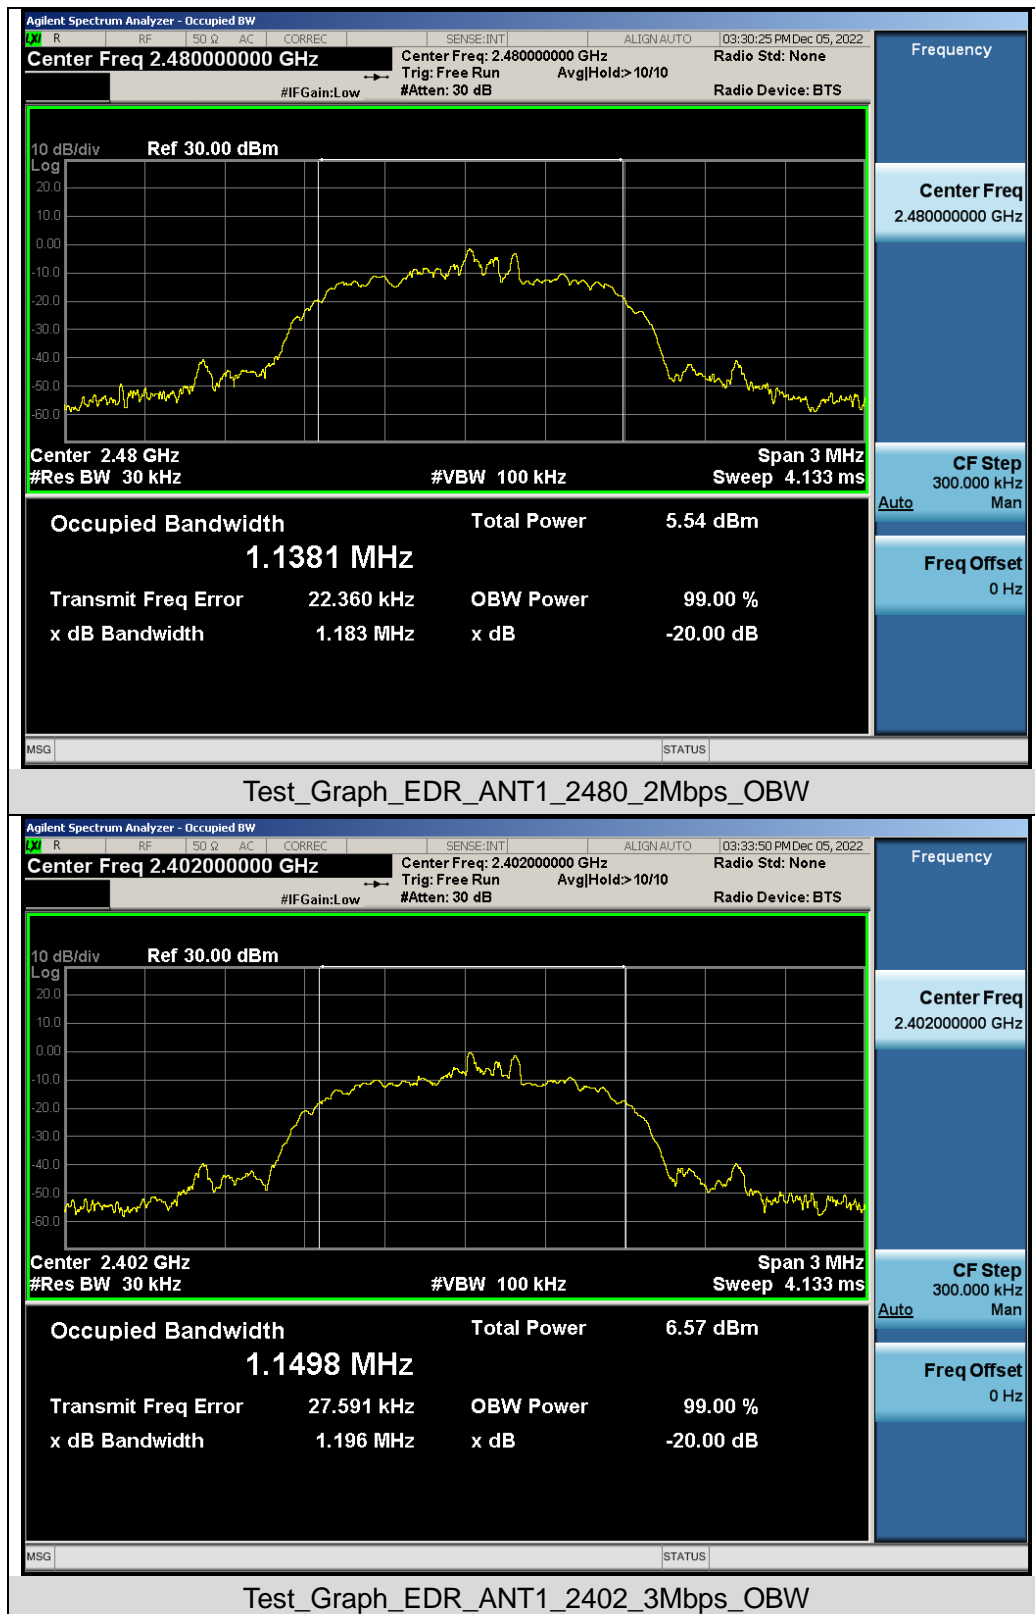 Agilent Spectrum Analyzer - Occupied BW
LXI R RF 50 Ω AC CORREC SENSE:INT ALIGN AUTO 03:30:25 PM Dec 05, 2022
Center Freq 2.480000000 GHz
Center Freq: 2.480000000 GHz
Radio Std: None
Trig: Free Run Avg|Hold:>10/10
#IFGain:Low
#Atten: 30 dB
Radio Device: BTS
Frequency
10 dB/div Ref 30.00 dBm
Log
20.0
10.0
0.00
-10.0
-20.0
-30.0
-40.0
-50.0
-60.0
Center 2.48 GHz Span 3 MHz
#Res BW 30 kHz #VBW 100 kHz Sweep 4.133 ms
Center Freq
2.480000000 GHz
CF Step
300.000 kHz
Auto Man
Freq Offset
0 Hz
Occupied Bandwidth Total Power 5.54 dBm
1.1381 MHz
Transmit Freq Error 22.360 kHz OBW Power 99.00 %
x dB Bandwidth 1.183 MHz x dB -20.00 dB
MSG STATUS
Test_Graph_EDR_ANT1_2480_2Mbps_OBW
Agilent Spectrum Analyzer - Occupied BW
LXI R RF 50 Ω AC CORREC SENSE:INT ALIGN AUTO 03:33:50 PM Dec 05, 2022
Center Freq 2.402000000 GHz
Center Freq: 2.402000000 GHz
Radio Std: None
Trig: Free Run Avg|Hold:>10/10
#IFGain:Low
#Atten: 30 dB
Radio Device: BTS
Frequency
10 dB/div Ref 30.00 dBm
Log
20.0
10.0
0.00
-10.0
-20.0
-30.0
-40.0
-50.0
-60.0
Center 2.402 GHz Span 3 MHz
#Res BW 30 kHz #VBW 100 kHz Sweep 4.133 ms
Center Freq
2.402000000 GHz
CF Step
300.000 kHz
Auto Man
Freq Offset
0 Hz
Occupied Bandwidth Total Power 6.57 dBm
1.1498 MHz
Transmit Freq Error 27.591 kHz OBW Power 99.00 %
x dB Bandwidth 1.196 MHz x dB -20.00 dB
MSG STATUS
Test_Graph_EDR_ANT1_2402_3Mbps_OBW